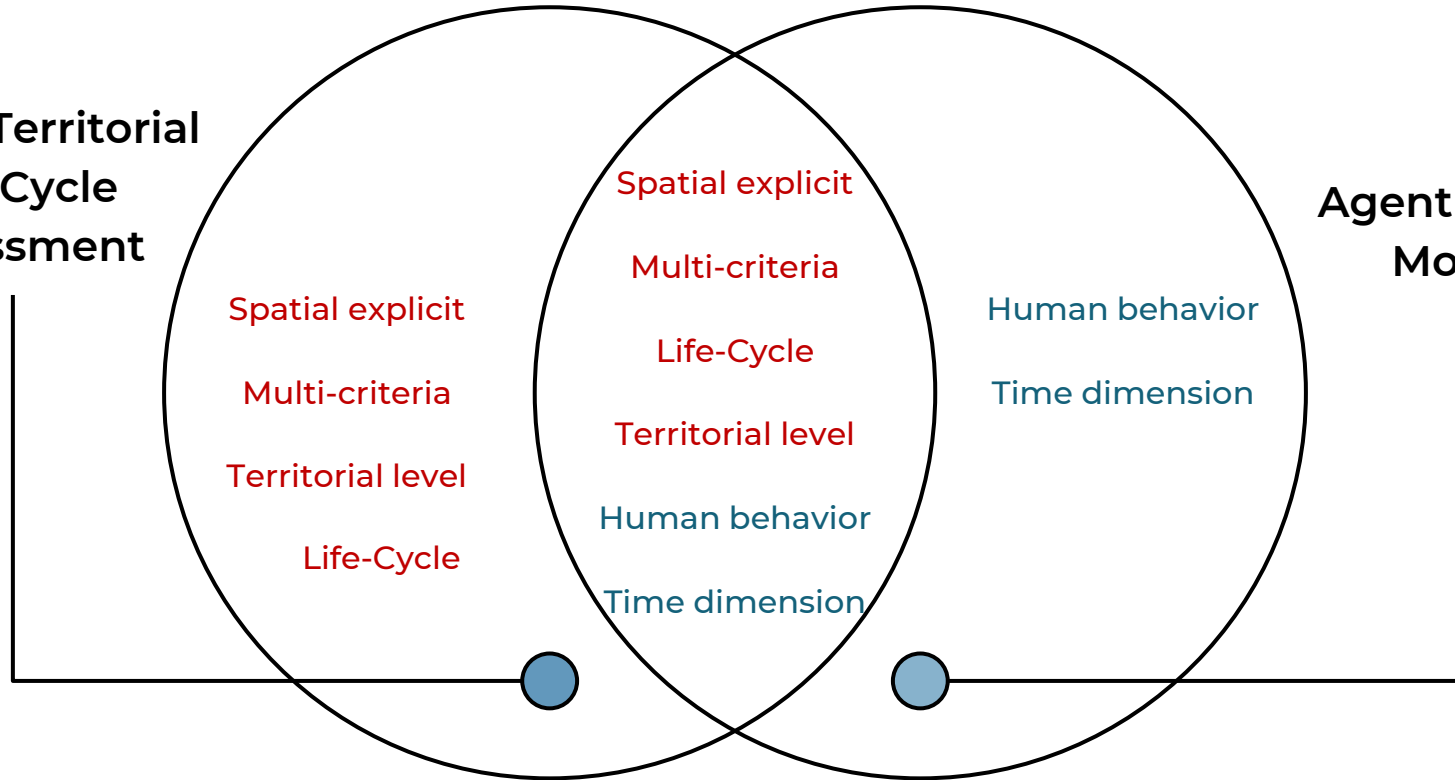 Territorial
Cycle
ssment
Spatial explicit
Multi-criteria
Territorial level
Life-Cycle
Spatial explicit
Multi-criteria
Life-Cycle
Territorial level
Human behavior
Time dimension
Human behavior
Time dimension
Agent
Mo